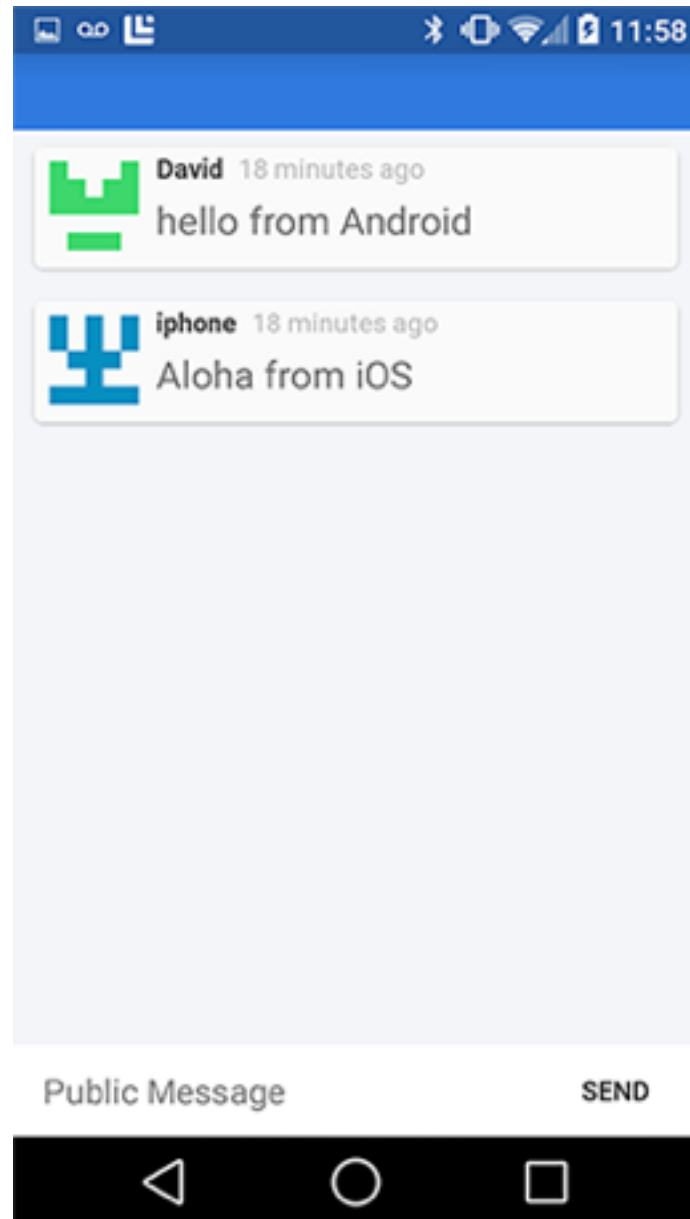 11:58
David 18 minutes ago
hello from Android
iphone 18 minutes ago
Aloha from iOS
Public Message SEND